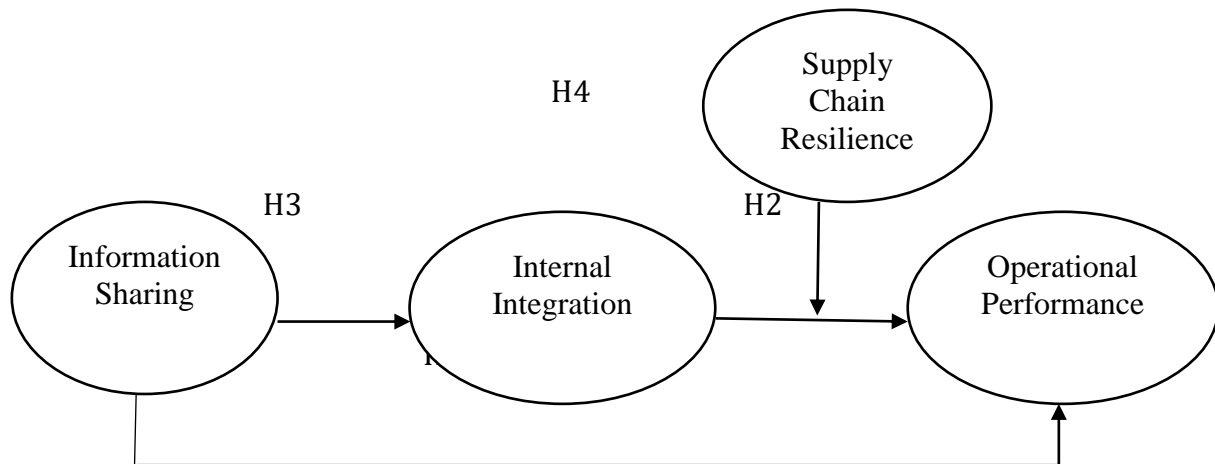 Supply
Chain
Resilience
H4
H3
H2
Information
Sharing
Internal
Integration
Operational
Performance